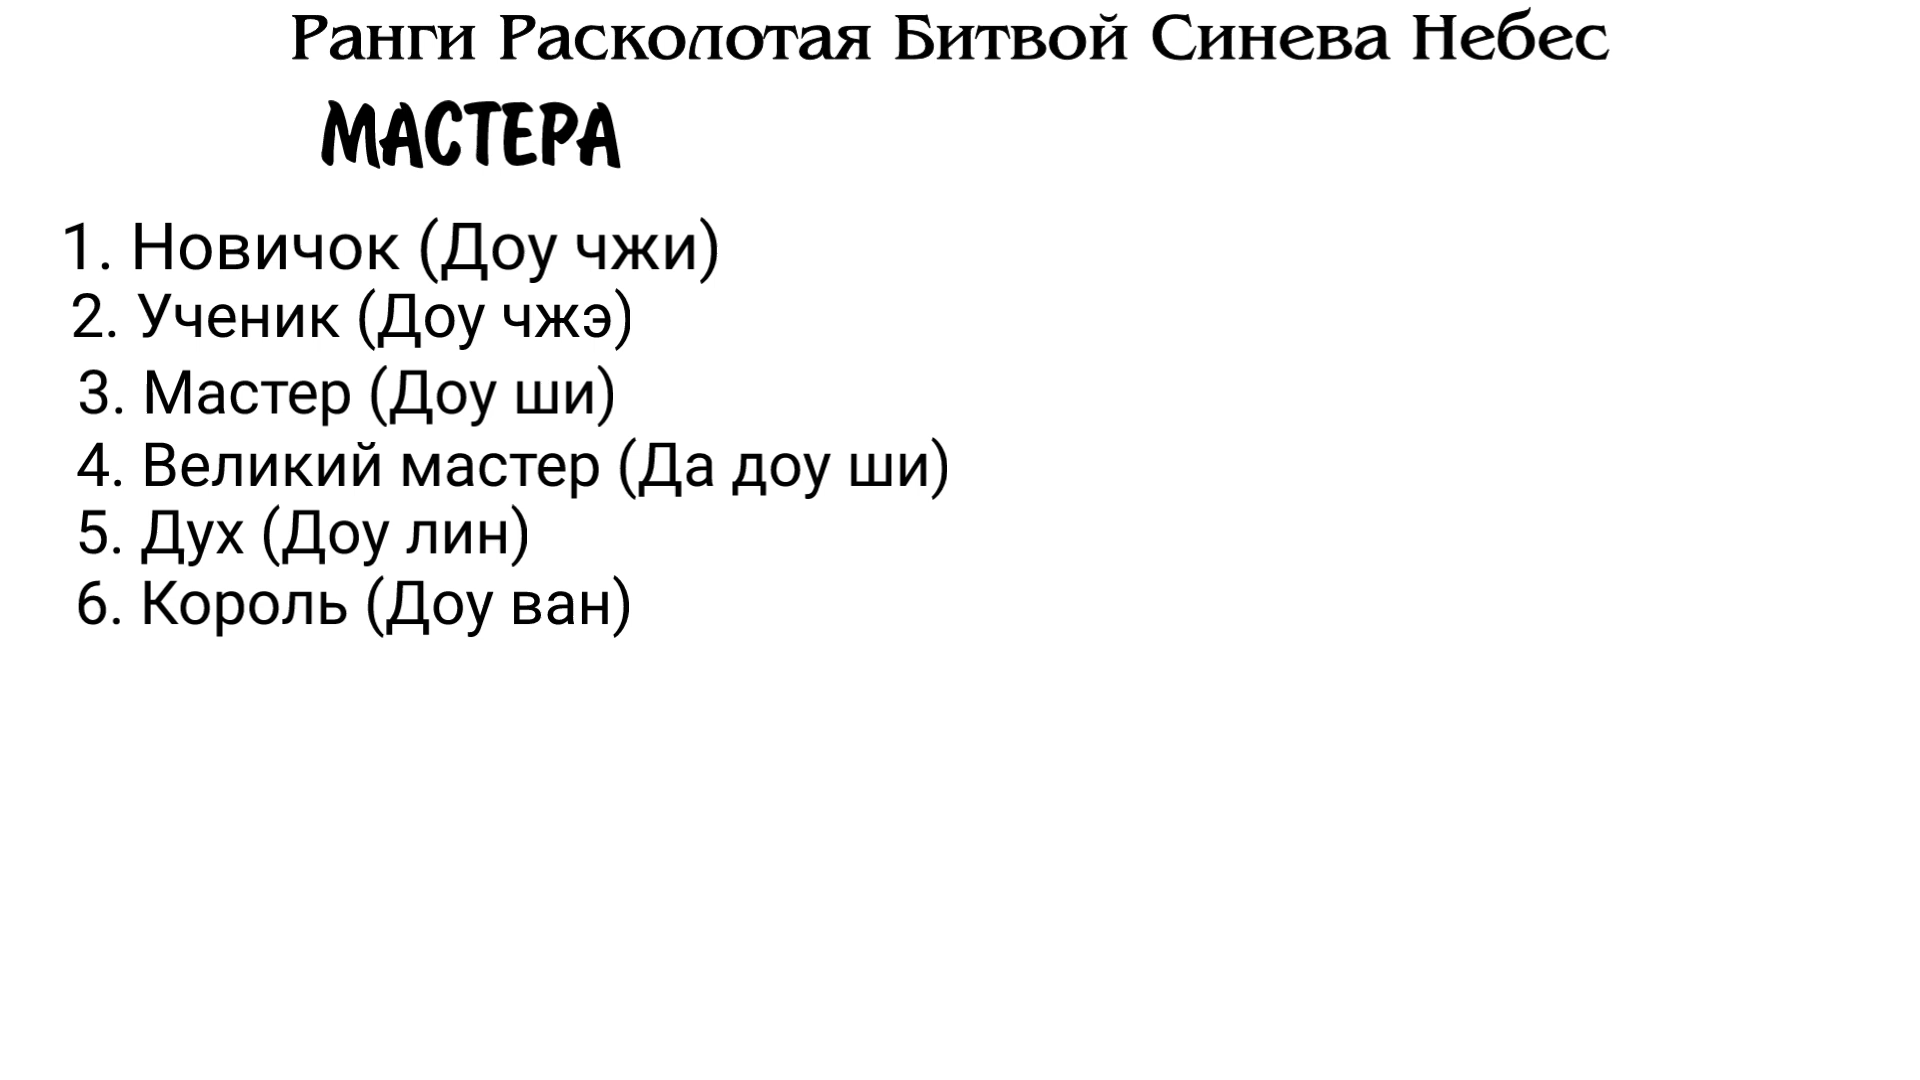 Ранги Расколотая Битвой Синева Небес
МАСТЕРА
1. Новичок (Доу чжи)
2. Ученик (Доу чжэ)
3. Мастер (Доу ши)
4. Великий мастер (Да доу ши)
5. Дух (Доу лин)
6. Король (Доу ван)